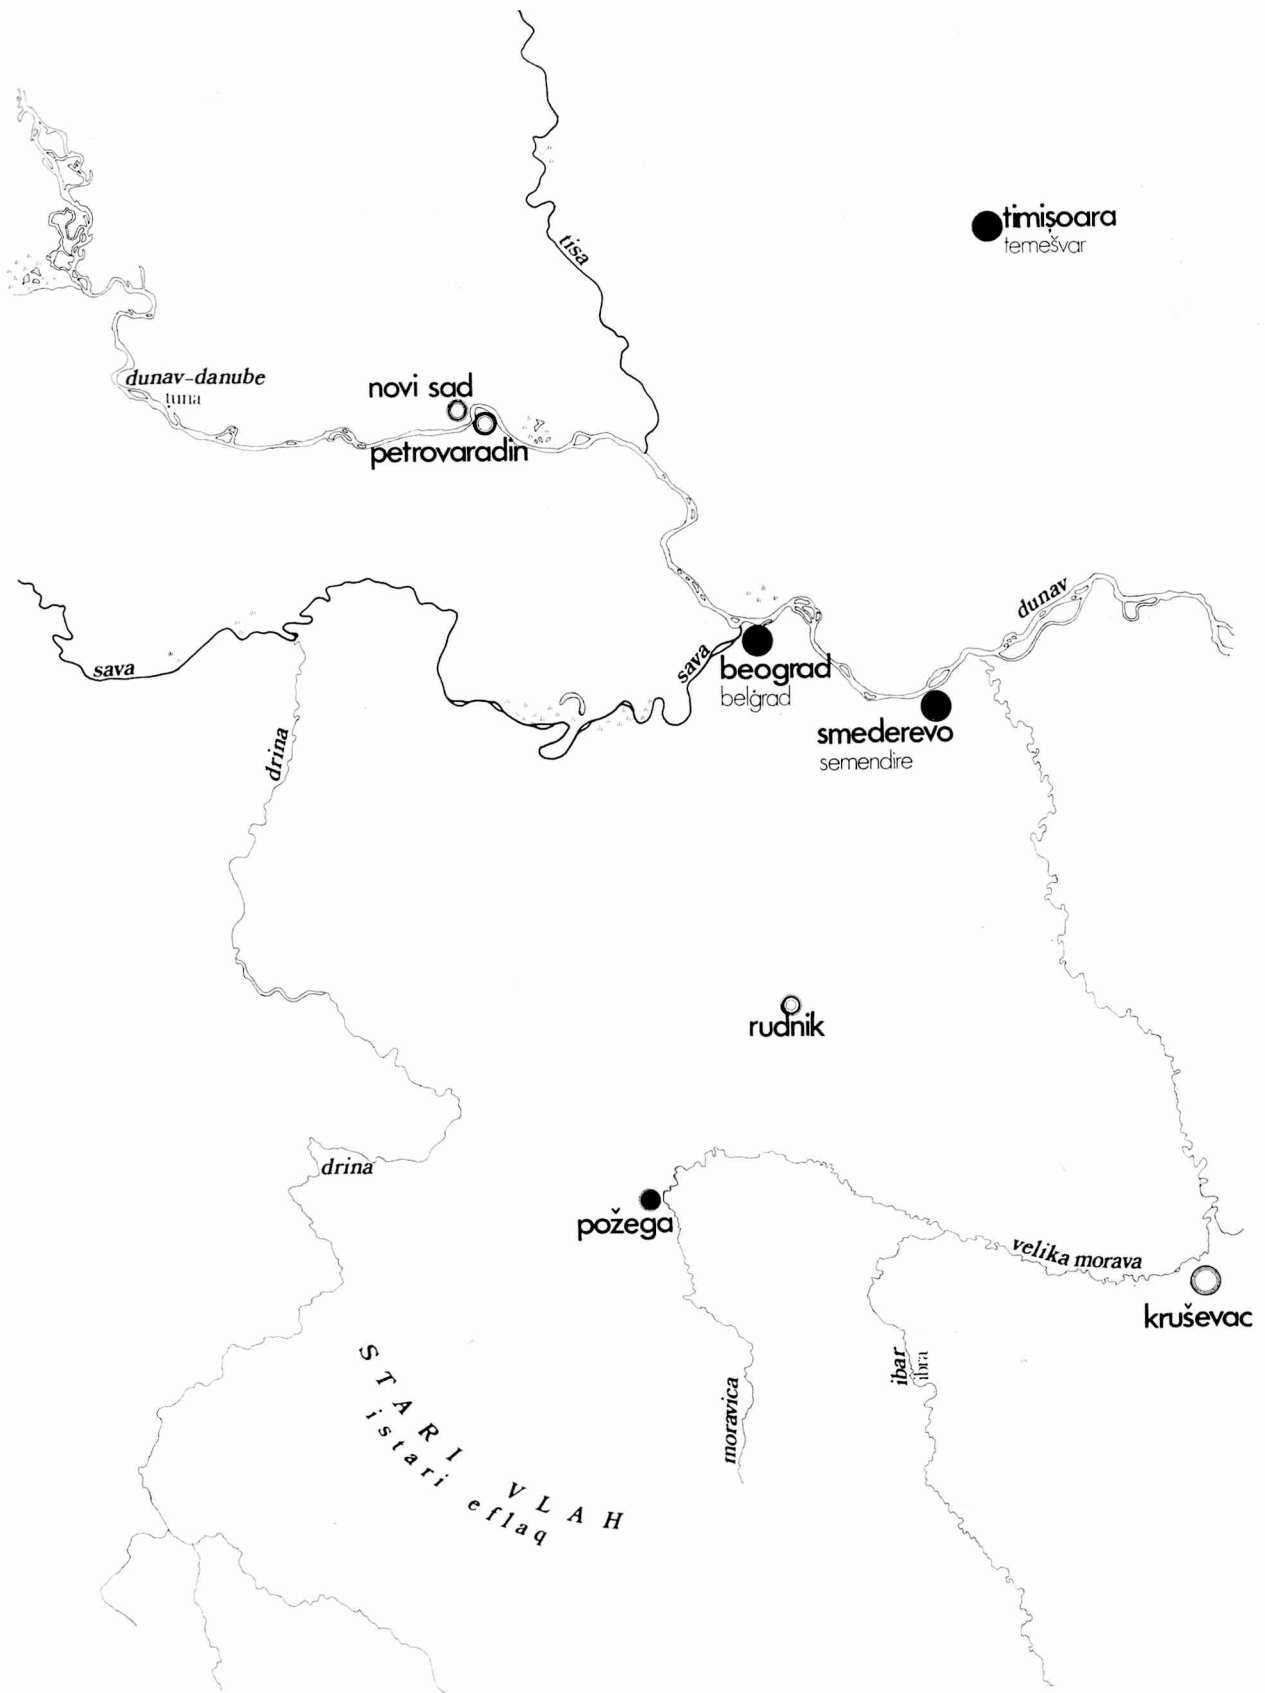 timișoara
temešvar
tisa
dunav-danube
tuna
novi sad
petrovaradin
dunav
sava
sava
beograd
belġrad
smederevo
semendire
drina
rudnik
drina
požega
velika morava
kruševac
ibar
ibra
moravica
STARI VLAH
istari eflaq